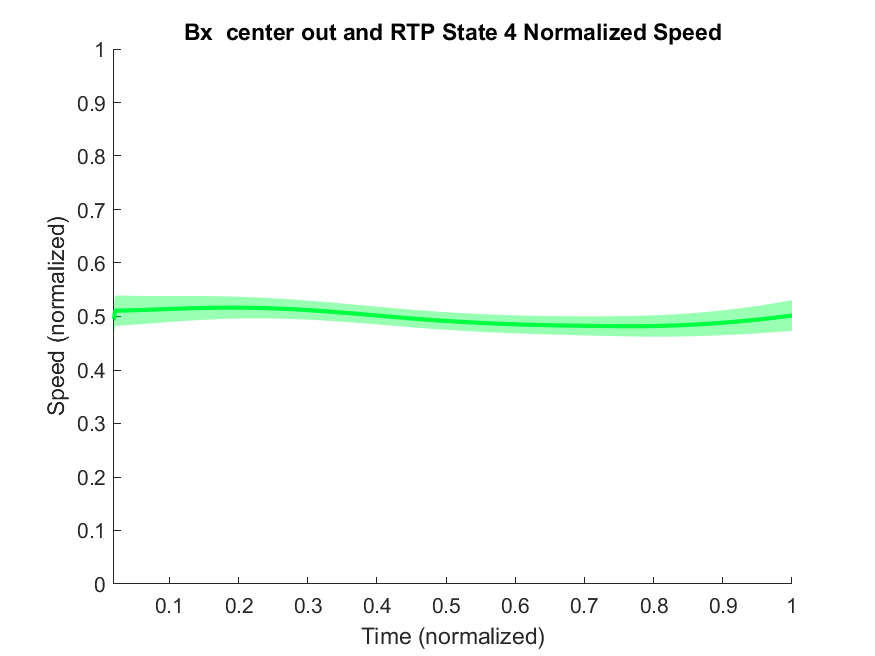 Bx  center out and RTP State 4 Normalized Speed
1
0.9
0.8
0.7
0.6
0.5
0.4
0.3
0.2
0.1
0
Speed (normalized)
0.1 0.2 0.3 0.4 0.5 0.6 0.7 0.8 0.9 1
Time (normalized)